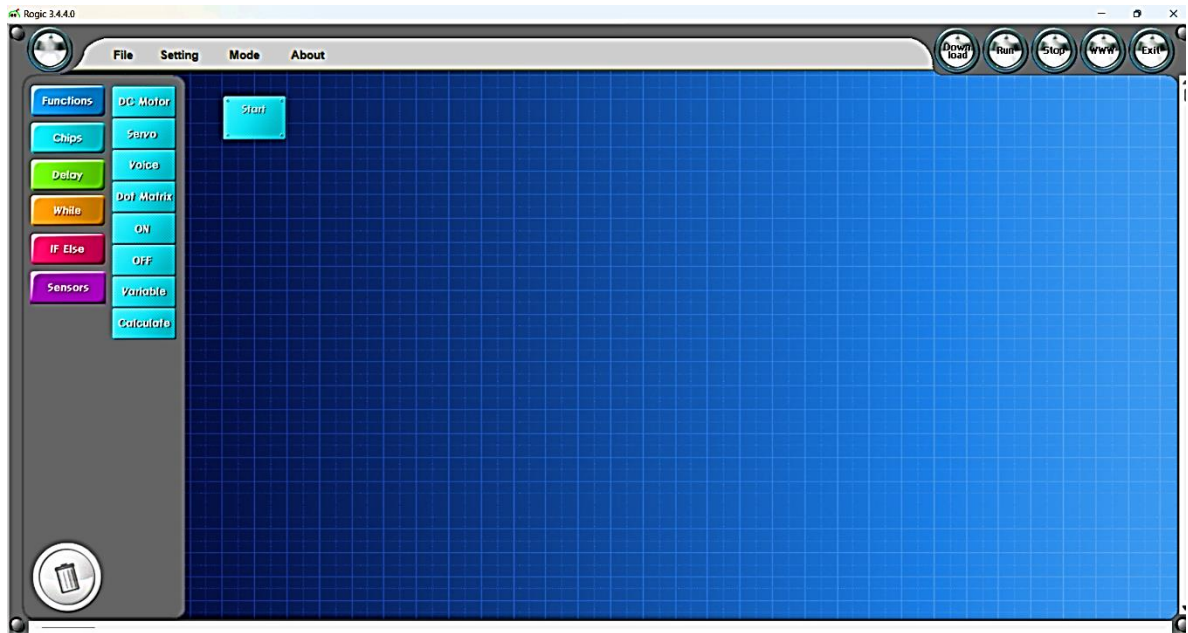 Rogic 3.4.4.0
File Setting Mode About
Down
load
Run
Stop
WWW
Exit
Functions
Chips
Delay
While
IF Else
Sensors
DC Motor
Servo
Voice
Dot Matrix
ON
OFF
Variable
Calculate
Start